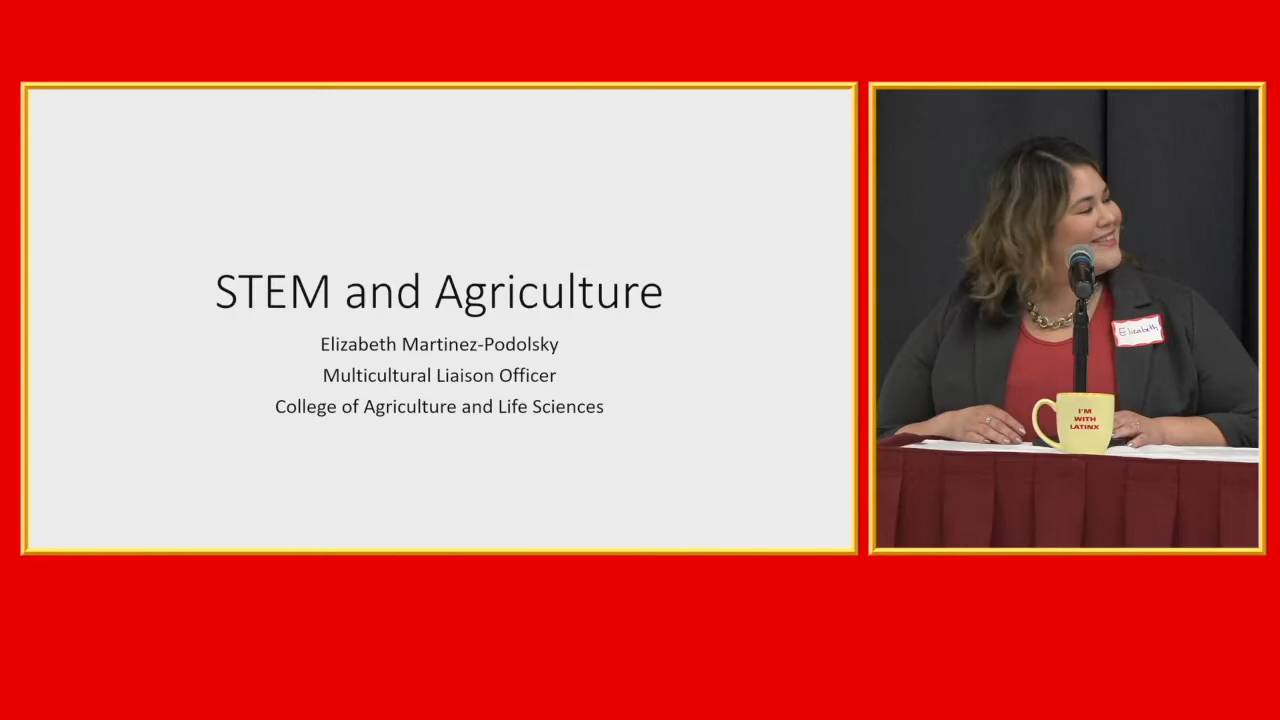 STEM and Agriculture
Elizabeth Martinez-Podolsky
Multicultural Liaison Officer
College of Agriculture and Life Sciences
Elizabeth
I'M
WITH
LATINX